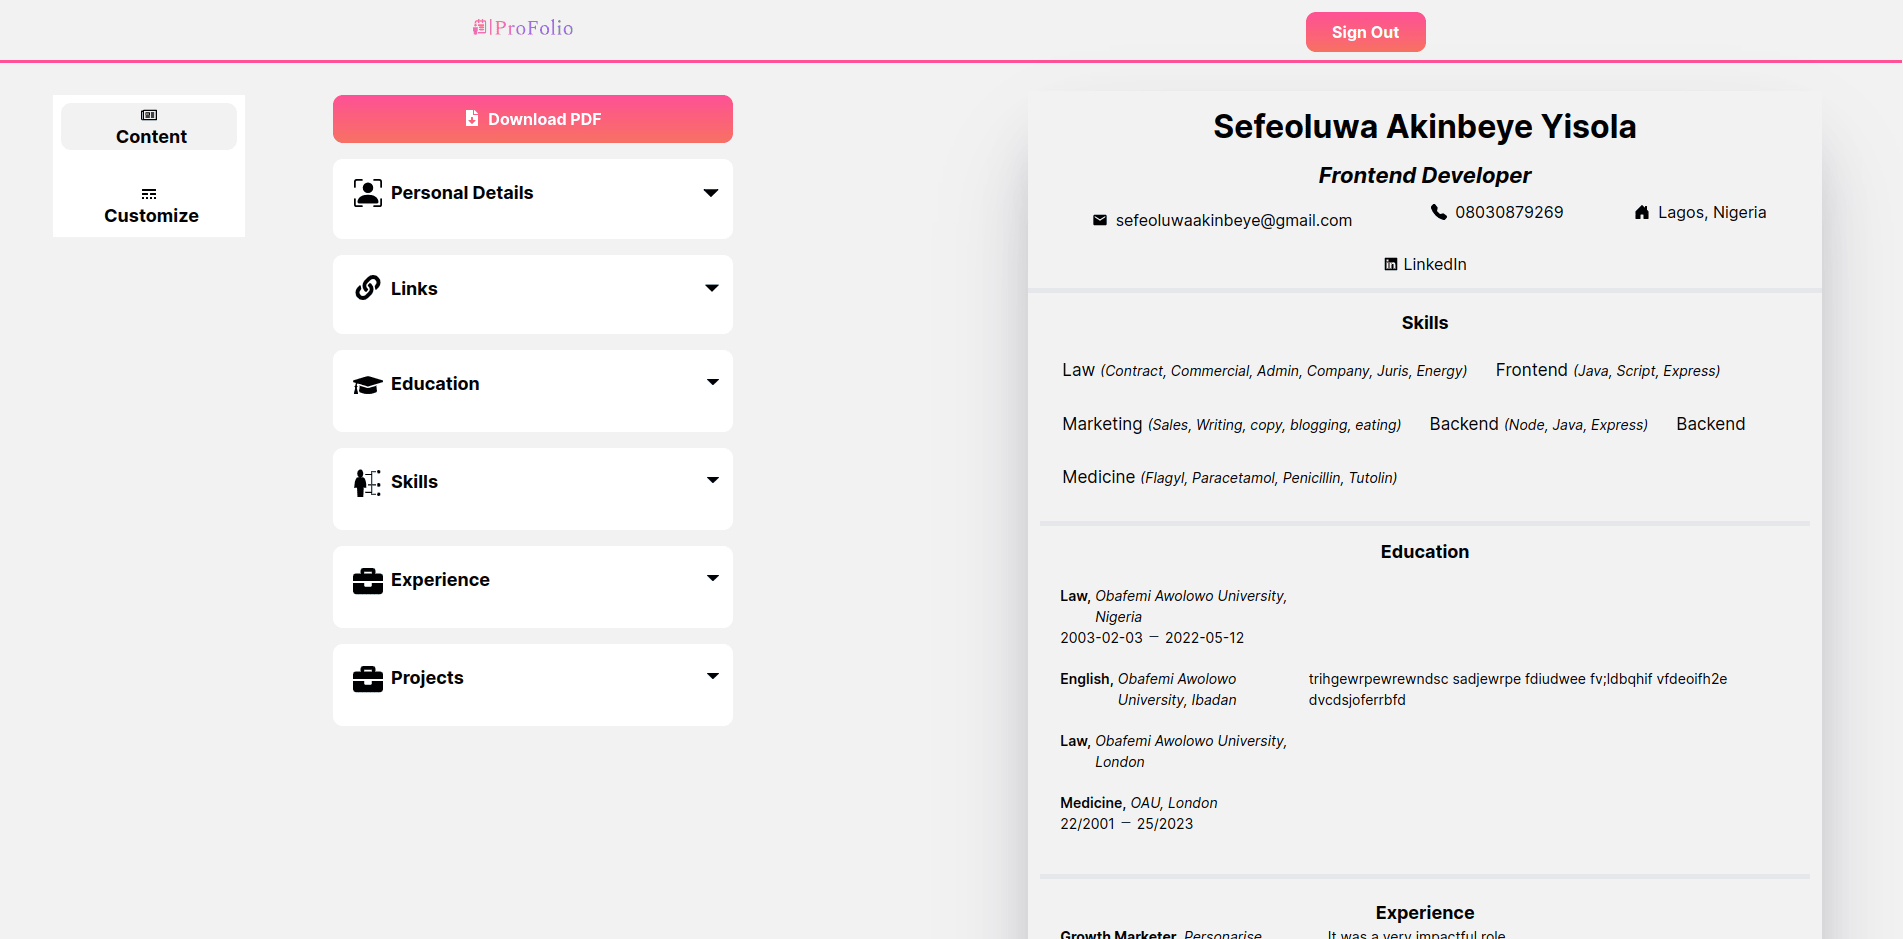 ProFolio
Sign Out
Content
Customize
Download PDF
Personal Details
Links
Education
Skills
Experience
Projects
Sefeoluwa Akinbeye Yisola
Frontend Developer
sefeoluwaakinbeye@gmail.com 08030879269 Lagos, Nigeria
LinkedIn
Skills
Law (Contract, Commercial, Admin, Company, Juris, Energy) Frontend (Java, Script, Express)
Marketing (Sales, Writing, copy, blogging, eating) Backend (Node, Java, Express) Backend
Medicine (Flagyl, Paracetamol, Penicillin, Tutolin)
Education
Law, Obafemi Awolowo University,
Nigeria
2003-02-03 — 2022-05-12
English, Obafemi Awolowo trihgewrpewrewndsc sadjewrpe fdiudwee fv;ldbqhif vfdeoifh2e
University, Ibadan dvcdsjoferrbfd
Law, Obafemi Awolowo University,
London
Medicine, OAU, London
22/2001 — 25/2023
Experience
Growth Marketer, Personarise It was a very impactful role